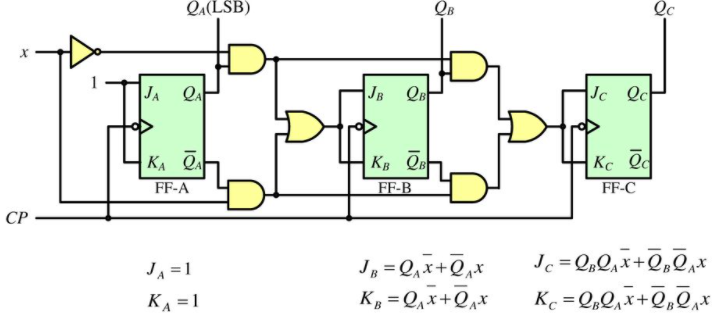 Q_A(LSB) Q_B Q_C
x
1 J_A Q_A J_B Q_B J_C Q_C
K_A Q̅_A K_B Q̅_B K_C Q̅_C
FF-A FF-B FF-C
CP
J_A = 1 J_B = Q_A x̅ + Q̅_A x J_C = Q_B Q_A x̅ + Q̅_B Q̅_A x
K_A = 1 K_B = Q_A x̅ + Q̅_A x K_C = Q_B Q_A x̅ + Q̅_B Q̅_A x